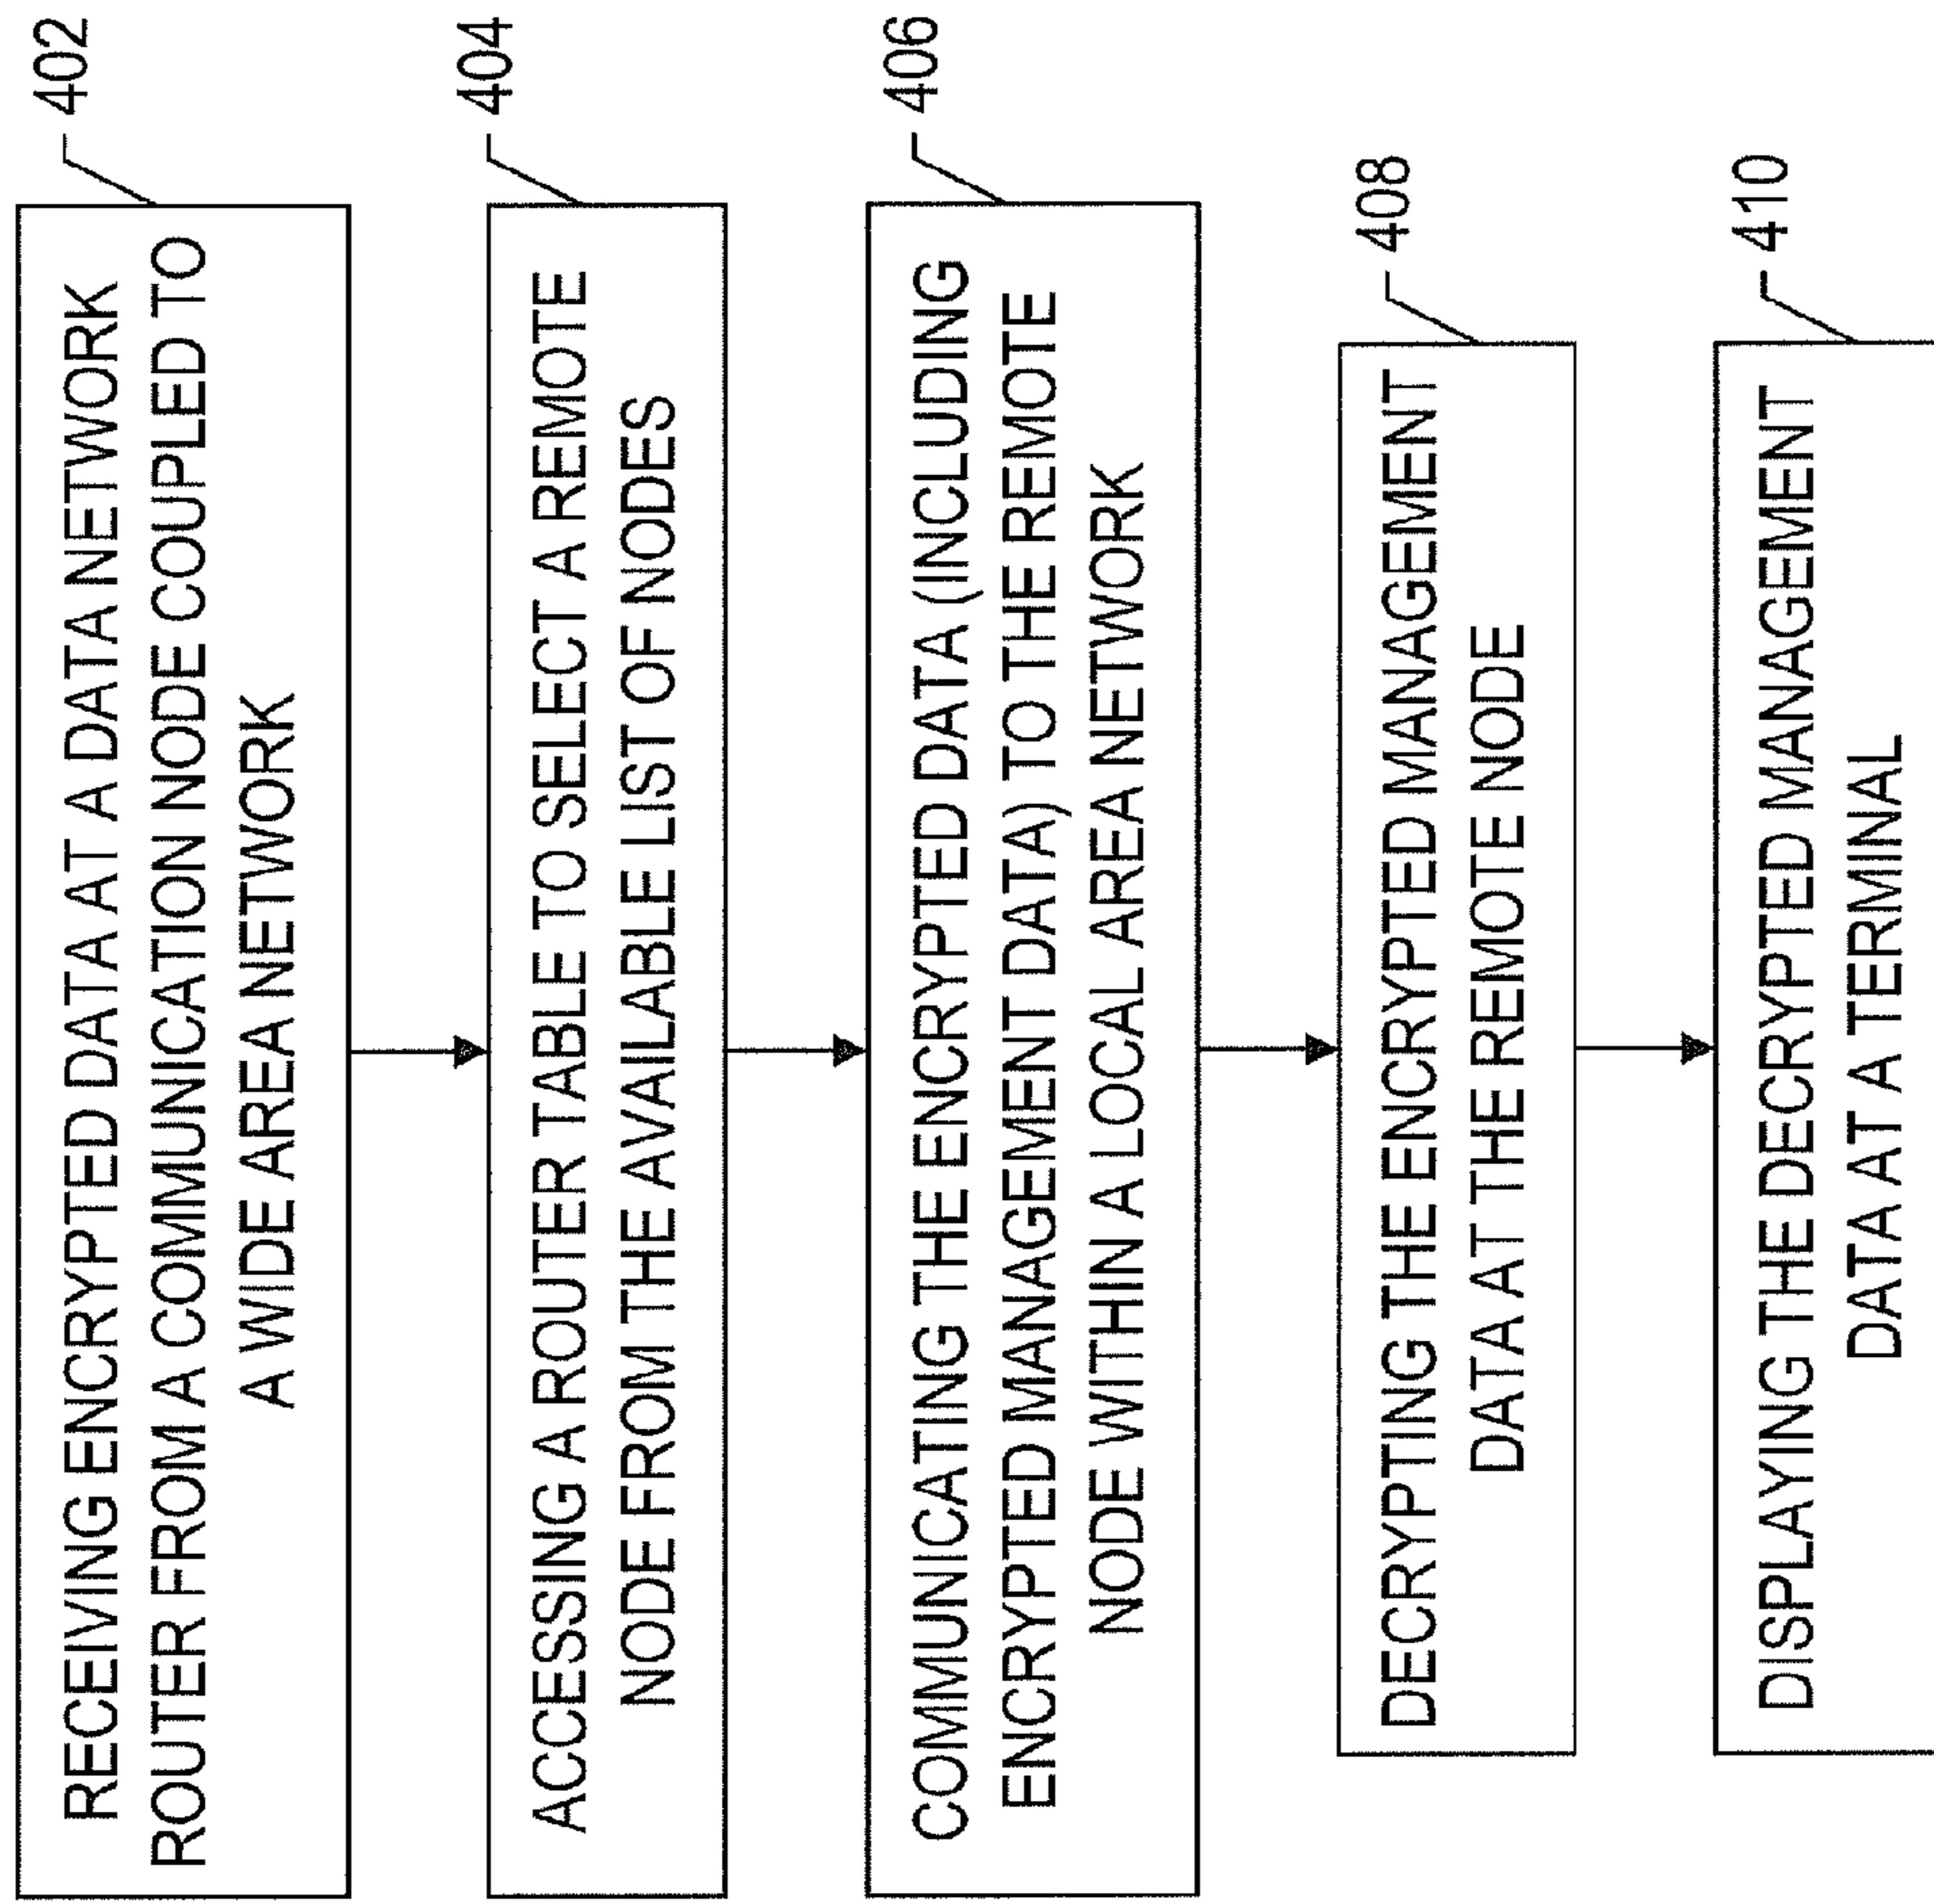 RECEIVING ENCRYPTED DATA AT A DATA NETWORK
ROUTER FROM A COMMUNICATION NODE COUPLED TO
A WIDE AREA NETWORK
402
ACCESSING A ROUTER TABLE TO SELECT A REMOTE
NODE FROM THE AVAILABLE LIST OF NODES
404
COMMUNICATING THE ENCRYPTED DATA (INCLUDING
ENCRYPTED MANAGEMENT DATA) TO THE REMOTE
NODE WITHIN A LOCAL AREA NETWORK
406
DECRYPTING THE ENCRYPTED MANAGEMENT
DATA AT THE REMOTE NODE
408
DISPLAYING THE DECRYPTED MANAGEMENT
DATA AT A TERMINAL
410